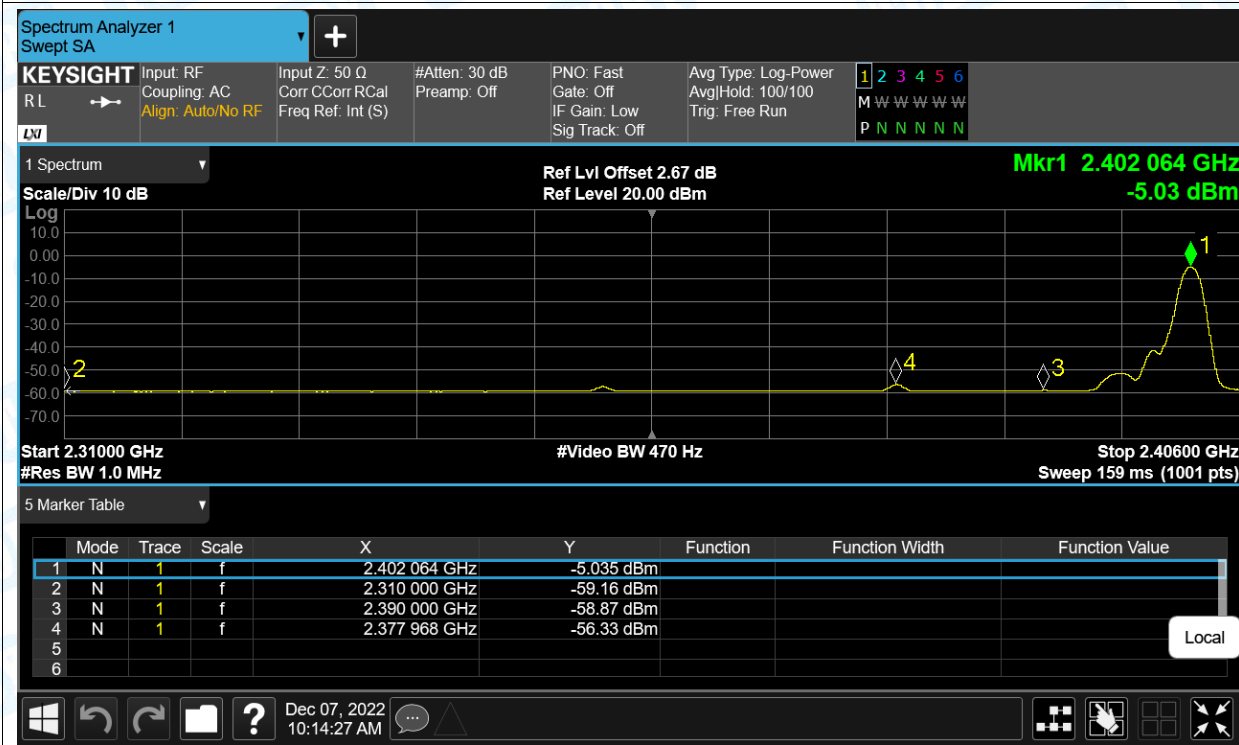 Spectrum Analyzer 1
Swept SA
▼
+
KEYSIGHT Input: RF Input Z: 50 Ω #Atten: 30 dB PNO: Fast Avg Type: Log-Power 1 2 3 4 5 6
R L Coupling: AC Corr CCorr RCal Preamp: Off Gate: Off Avg|Hold: 100/100 M W W W W W W
Align: Auto/No RF Freq Ref: Int (S) IF Gain: Low Trig: Free Run
LXI Sig Track: Off P N N N N N
1 Spectrum ▼ Ref Lvl Offset 2.67 dB Mkr1 2.402 064 GHz
Scale/Div 10 dB Ref Level 20.00 dBm -5.03 dBm
Log
10.0
1
0.00
-10.0
-20.0
-30.0
-40.0
-50.0 2 4 3
-60.0
-70.0
Start 2.31000 GHz #Video BW 470 Hz Stop 2.40600 GHz
#Res BW 1.0 MHz Sweep 159 ms (1001 pts)
5 Marker Table ▼
Mode Trace Scale X Y Function Function Width Function Value
1 N 1 f 2.402 064 GHz -5.035 dBm
2 N 1 f 2.310 000 GHz -59.16 dBm
3 N 1 f 2.390 000 GHz -58.87 dBm
4 N 1 f 2.377 968 GHz -56.33 dBm
5
6
Local
? Dec 07, 2022
10:14:27 AM